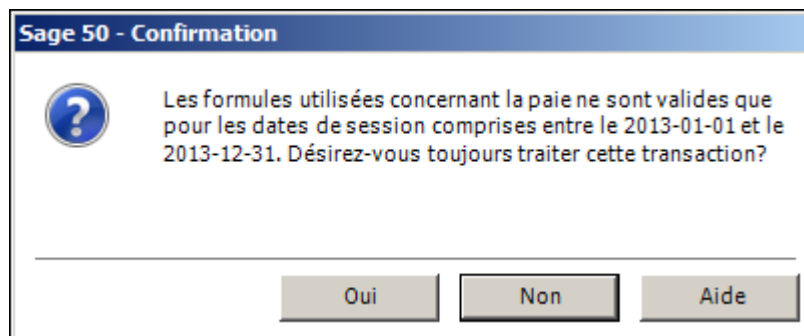 Sage 50 - Confirmation
Les formules utilisées concernant la paie ne sont valides que
pour les dates de session comprises entre le 2013-01-01 et le
2013-12-31. Désirez-vous toujours traiter cette transaction?
Oui Non Aide